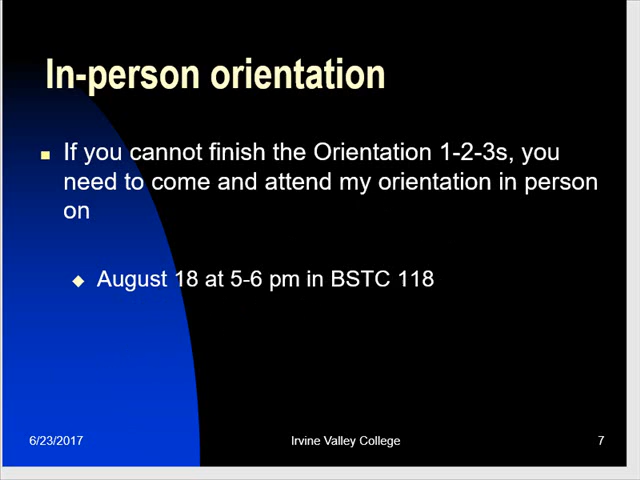 In-person orientation
If you cannot finish the Orientation 1-2-3s, you
need to come and attend my orientation in person
on
August 18 at 5-6 pm in BSTC 118
6/23/2017
Irvine Valley College
7